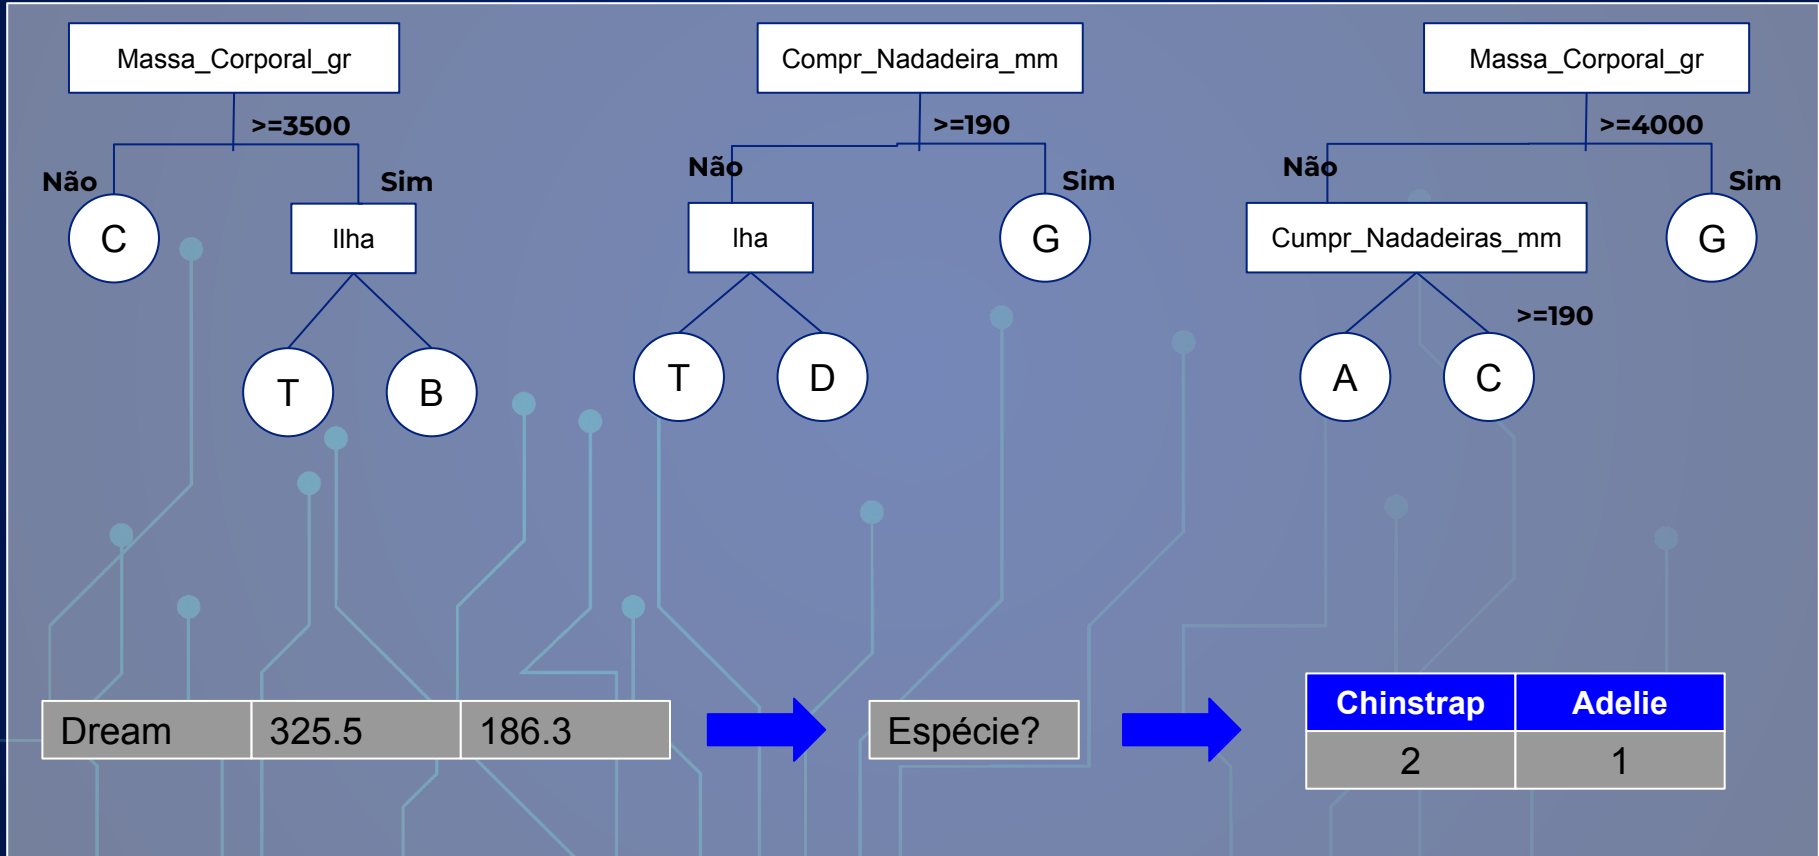 Massa_Corporal_gr
>=3500
Não
Sim
C
Ilha
T
B
Compr_Nadadeira_mm
>=190
Não
Sim
lha
G
T
D
Massa_Corporal_gr
>=4000
Não
Sim
Cumpr_Nadadeiras_mm
G
>=190
A
C
Dream 325.5 186.3
Espécie?
Chinstrap Adelie
2 1